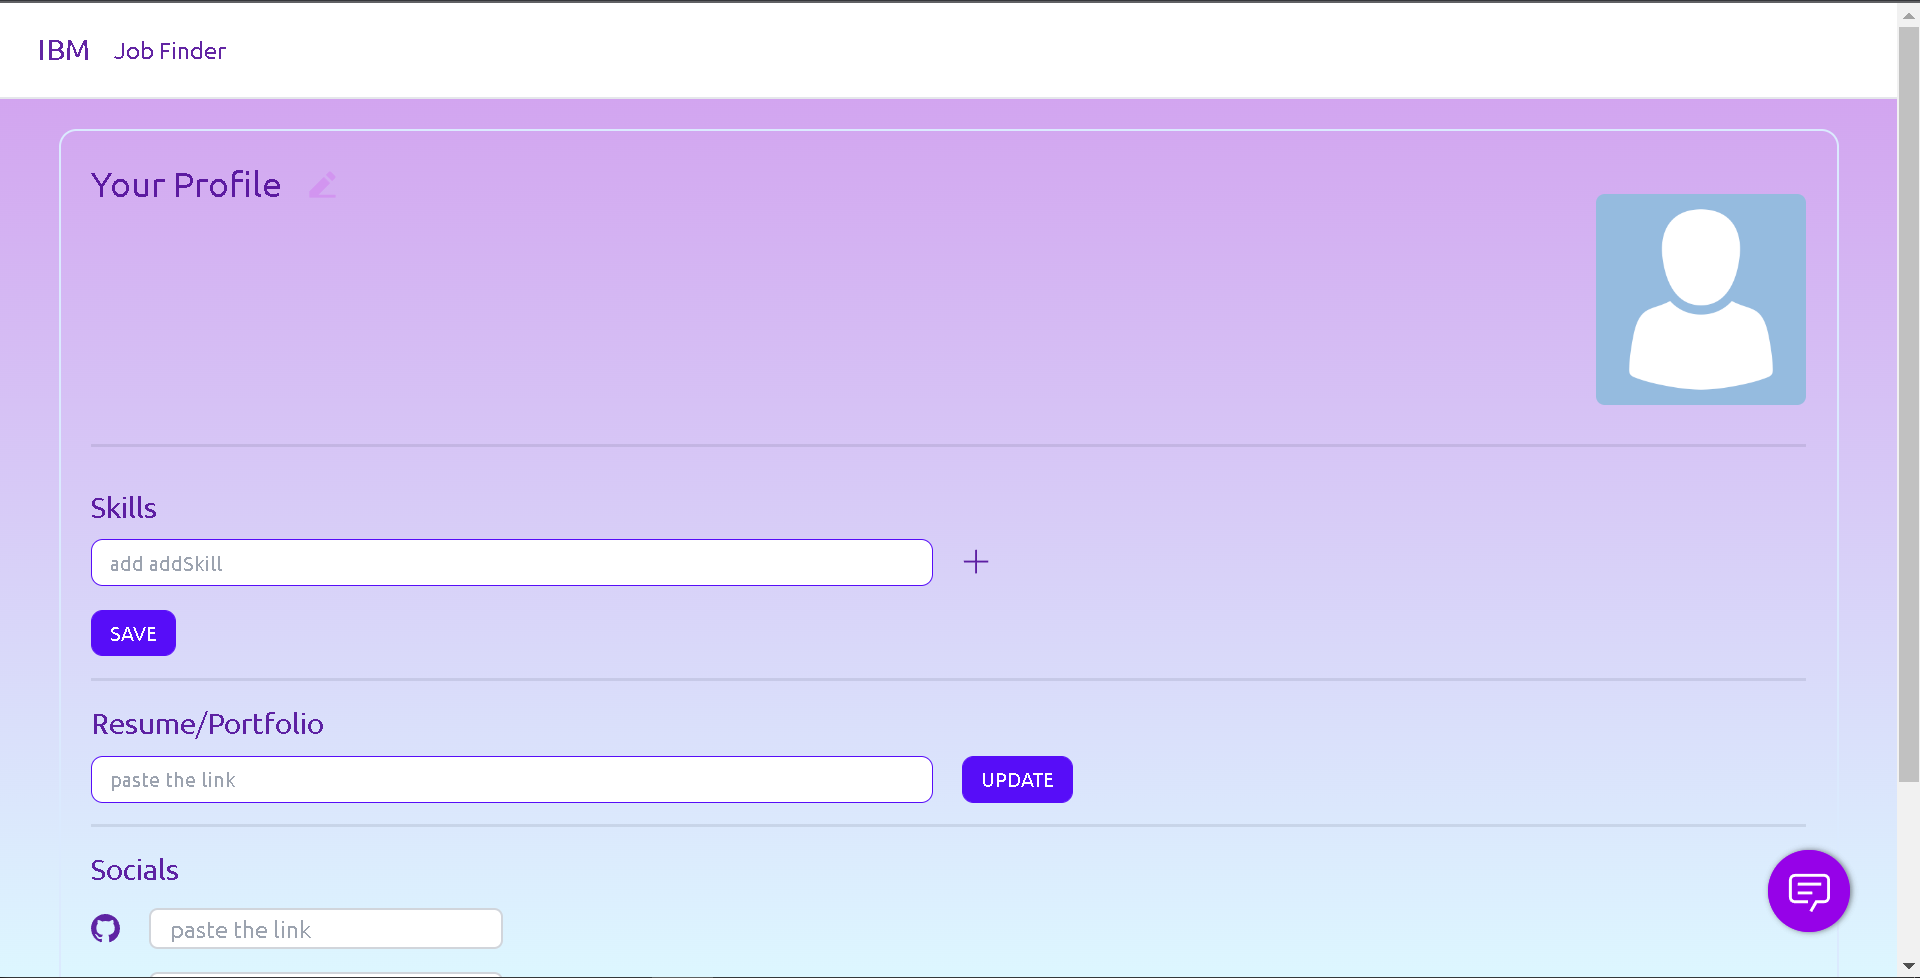 IBM Job Finder
Your Profile
Skills
add addSkill
SAVE
Resume/Portfolio
paste the link
UPDATE
Socials
paste the link